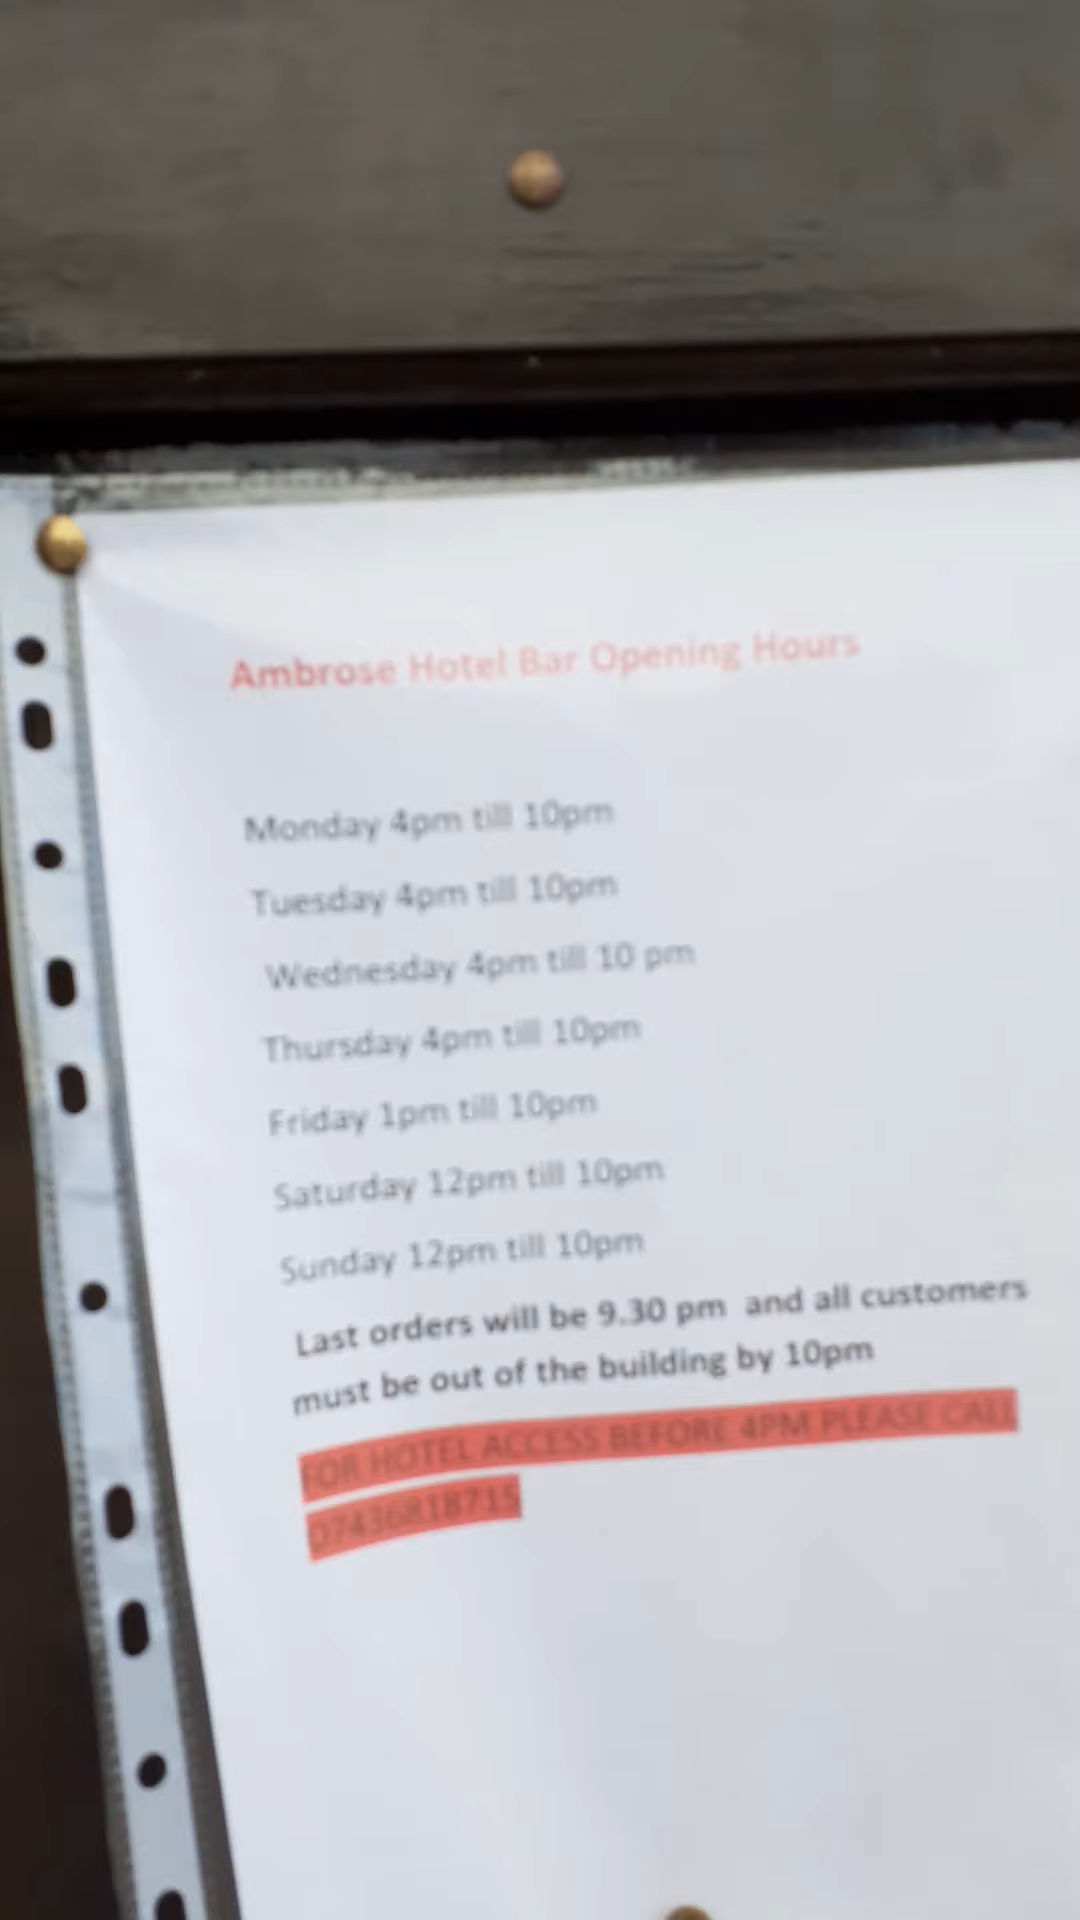 Ambrose Hotel Bar Opening Hours
Monday 4pm till 10pm
Tuesday 4pm till 10pm
Wednesday 4pm till 10 pm
Thursday 4pm till 10pm
Friday 1pm till 10pm
Saturday 12pm till 10pm
Sunday 12pm till 10pm
Last orders will be 9.30 pm  and all customers
must be out of the building by 10pm
FOR HOTEL ACCESS BEFORE 4PM PLEASE CALL
07436818715